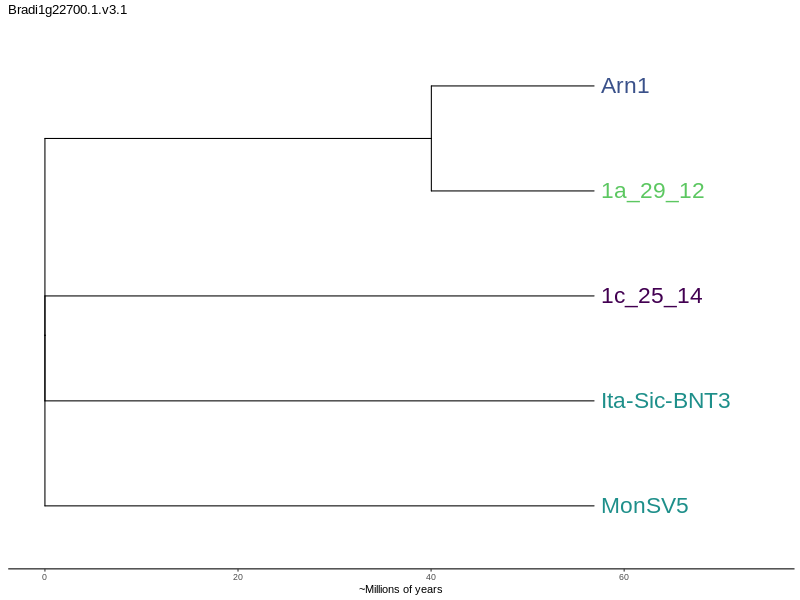 Bradi1g22700.1.v3.1
Arn1
1a_29_12
1c_25_14
Ita-Sic-BNT3
MonSV5
0 20 40 60
~Millions of years